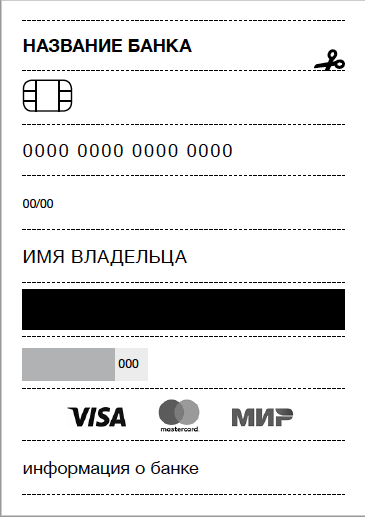 НАЗВАНИЕ БАНКА
0000 0000 0000 0000
00/00
ИМЯ ВЛАДЕЛЬЦА
000
VISA mastercard. МИР
информация о банке